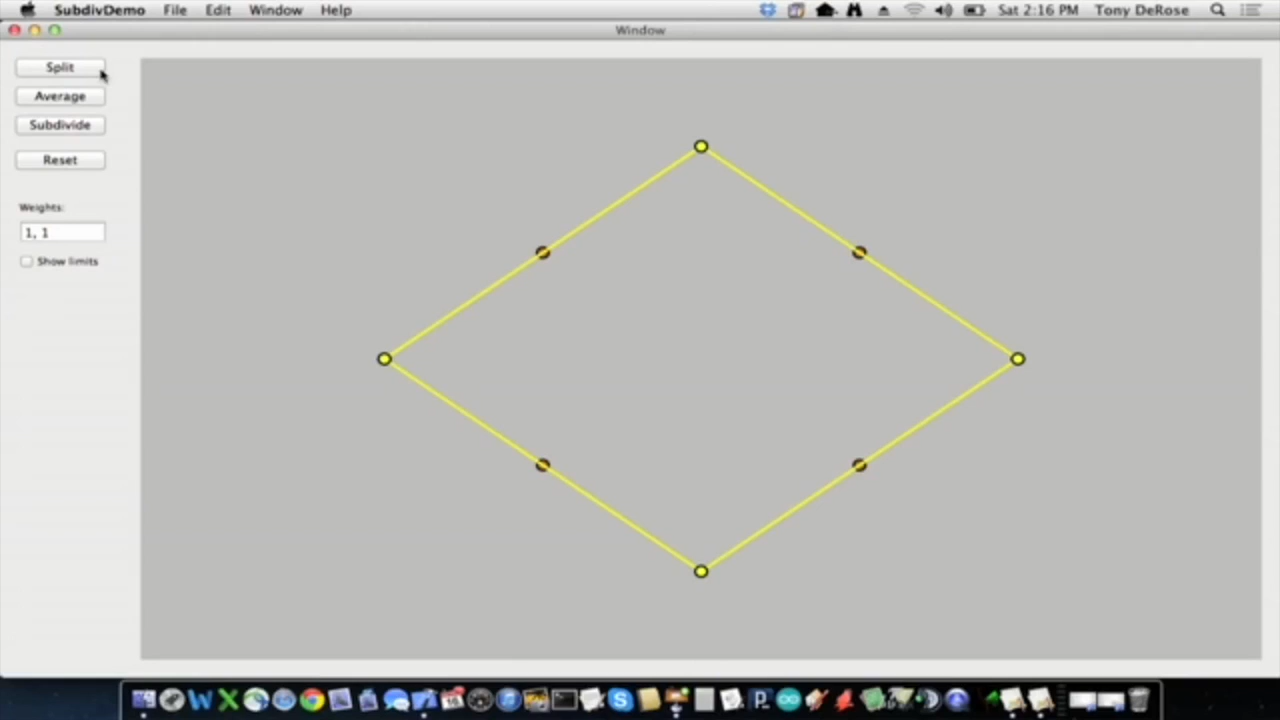 SubdivDemo File Edit Window Help Sat 2:16 PM Tony DeRose
Window
Split
Average
Subdivide
Reset
Weights:
1, 1
Show limits